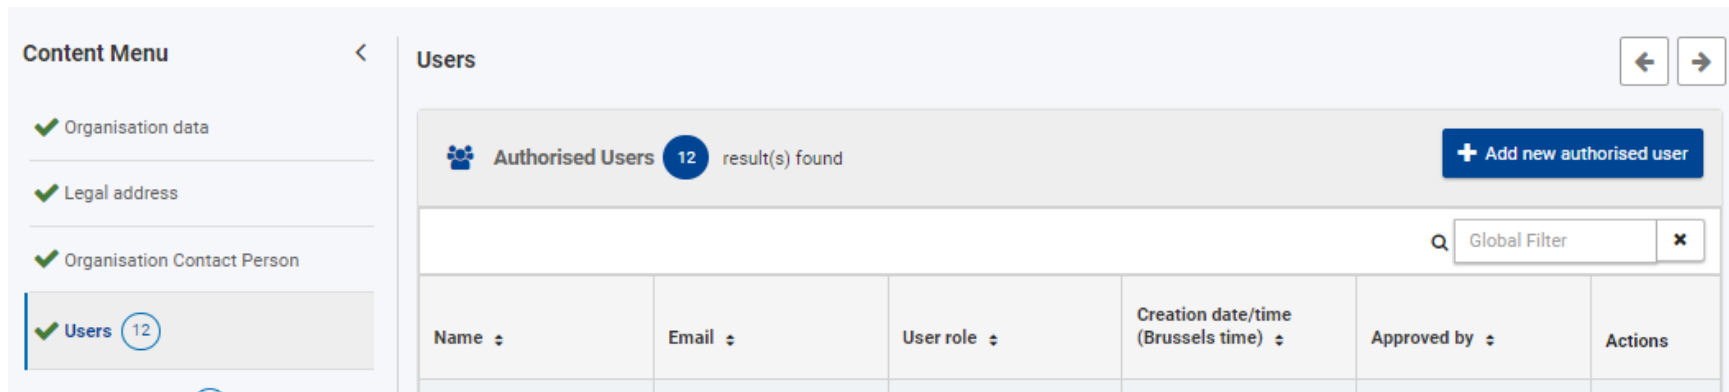 Content Menu
Organisation data
Legal address
Organisation Contact Person
Users 12
Users
Authorised Users 12 result(s) found
Add new authorised user
Global Filter
Name
Email
User role
Creation date/time
(Brussels time)
Approved by
Actions